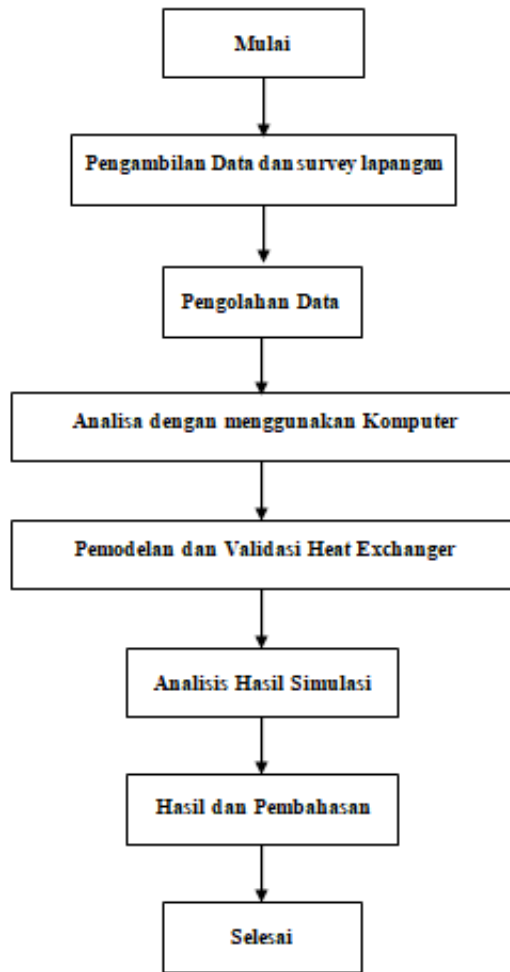 Mulai
Pengambilan Data dan survey lapangan
Pengolahan Data
Analisa dengan menggunakan Komputer
Pemodelan dan Validasi Heat Exchanger
Analisis Hasil Simulasi
Hasil dan Pembahasan
Selesai